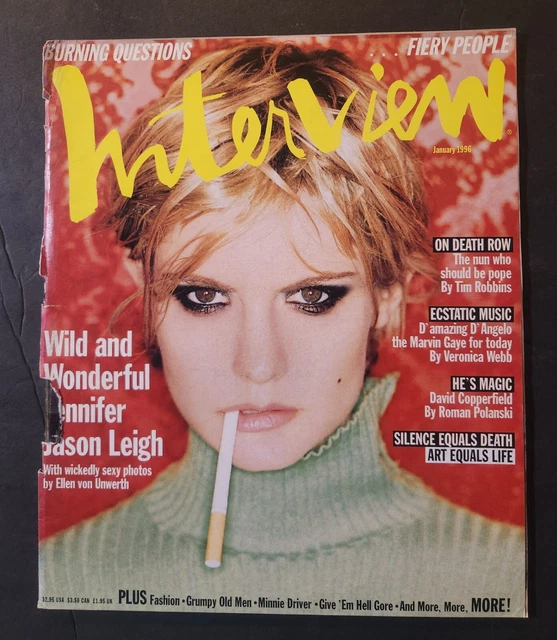 BURNING QUESTIONS
... FIERY PEOPLE
Interview
January 1996
ON DEATH ROW
The nun who
should be pope
By Tim Robbins
ECSTATIC MUSIC
D'amazing D'Angelo
the Marvin Gaye for today
By Veronica Webb
HE'S MAGIC
David Copperfield
By Roman Polanski
SILENCE EQUALS DEATH
ART EQUALS LIFE
Wild and
Wonderful
Jennifer
Jason Leigh
With wickedly sexy photos
by Ellen von Unwerth
$2.95 USA $3.50 CAN £1.95 UK
PLUS Fashion • Grumpy Old Men • Minnie Driver • Give 'Em Hell Gore • And More, More, MORE!